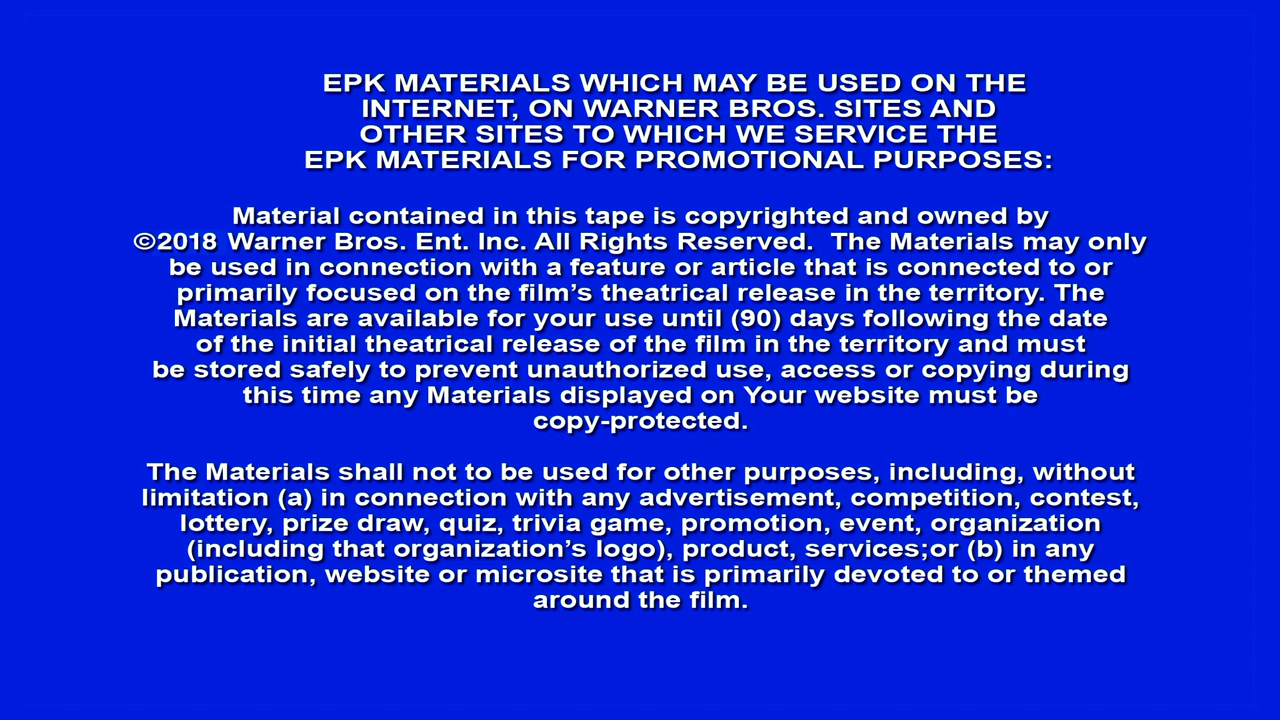 EPK MATERIALS WHICH MAY BE USED ON THE
INTERNET, ON WARNER BROS. SITES AND
OTHER SITES TO WHICH WE SERVICE THE
EPK MATERIALS FOR PROMOTIONAL PURPOSES:
Material contained in this tape is copyrighted and owned by
©2018 Warner Bros. Ent. Inc. All Rights Reserved.  The Materials may only
be used in connection with a feature or article that is connected to or
primarily focused on the film’s theatrical release in the territory. The
Materials are available for your use until (90) days following the date
of the initial theatrical release of the film in the territory and must
be stored safely to prevent unauthorized use, access or copying during
this time any Materials displayed on Your website must be
copy-protected.
The Materials shall not to be used for other purposes, including, without
limitation (a) in connection with any advertisement, competition, contest,
lottery, prize draw, quiz, trivia game, promotion, event, organization
(including that organization’s logo), product, services;or (b) in any
publication, website or microsite that is primarily devoted to or themed
around the film.